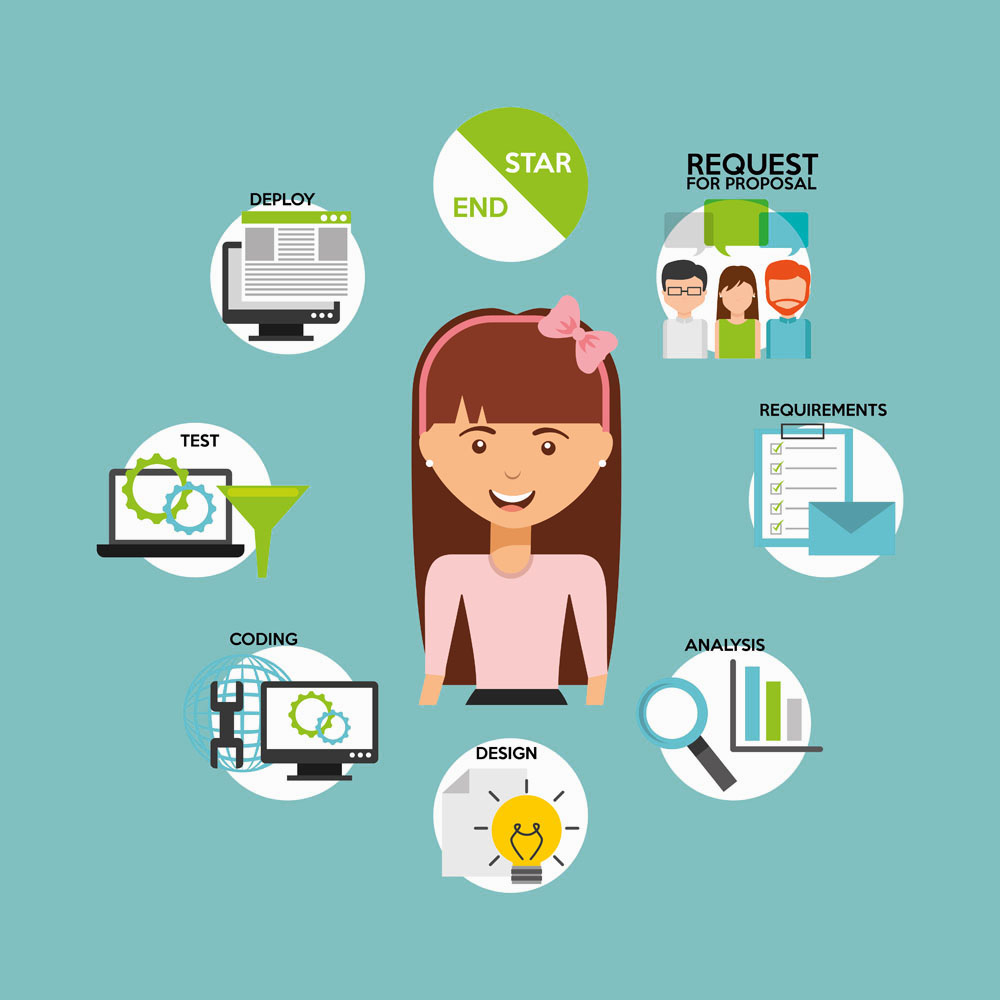 STAR
END
REQUEST
FOR PROPOSAL
REQUIREMENTS
ANALYSIS
DESIGN
CODING
TEST
DEPLOY